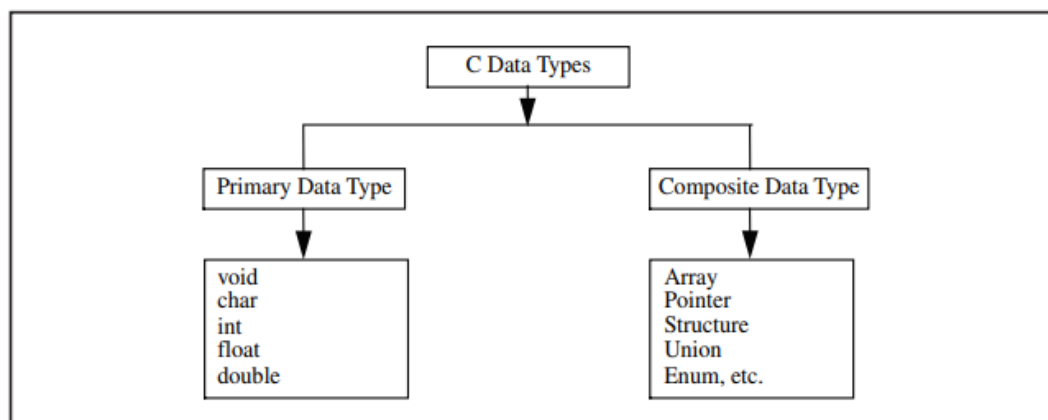 C Data Types
Primary Data Type
Composite Data Type
void
char
int
float
double
Array
Pointer
Structure
Union
Enum, etc.